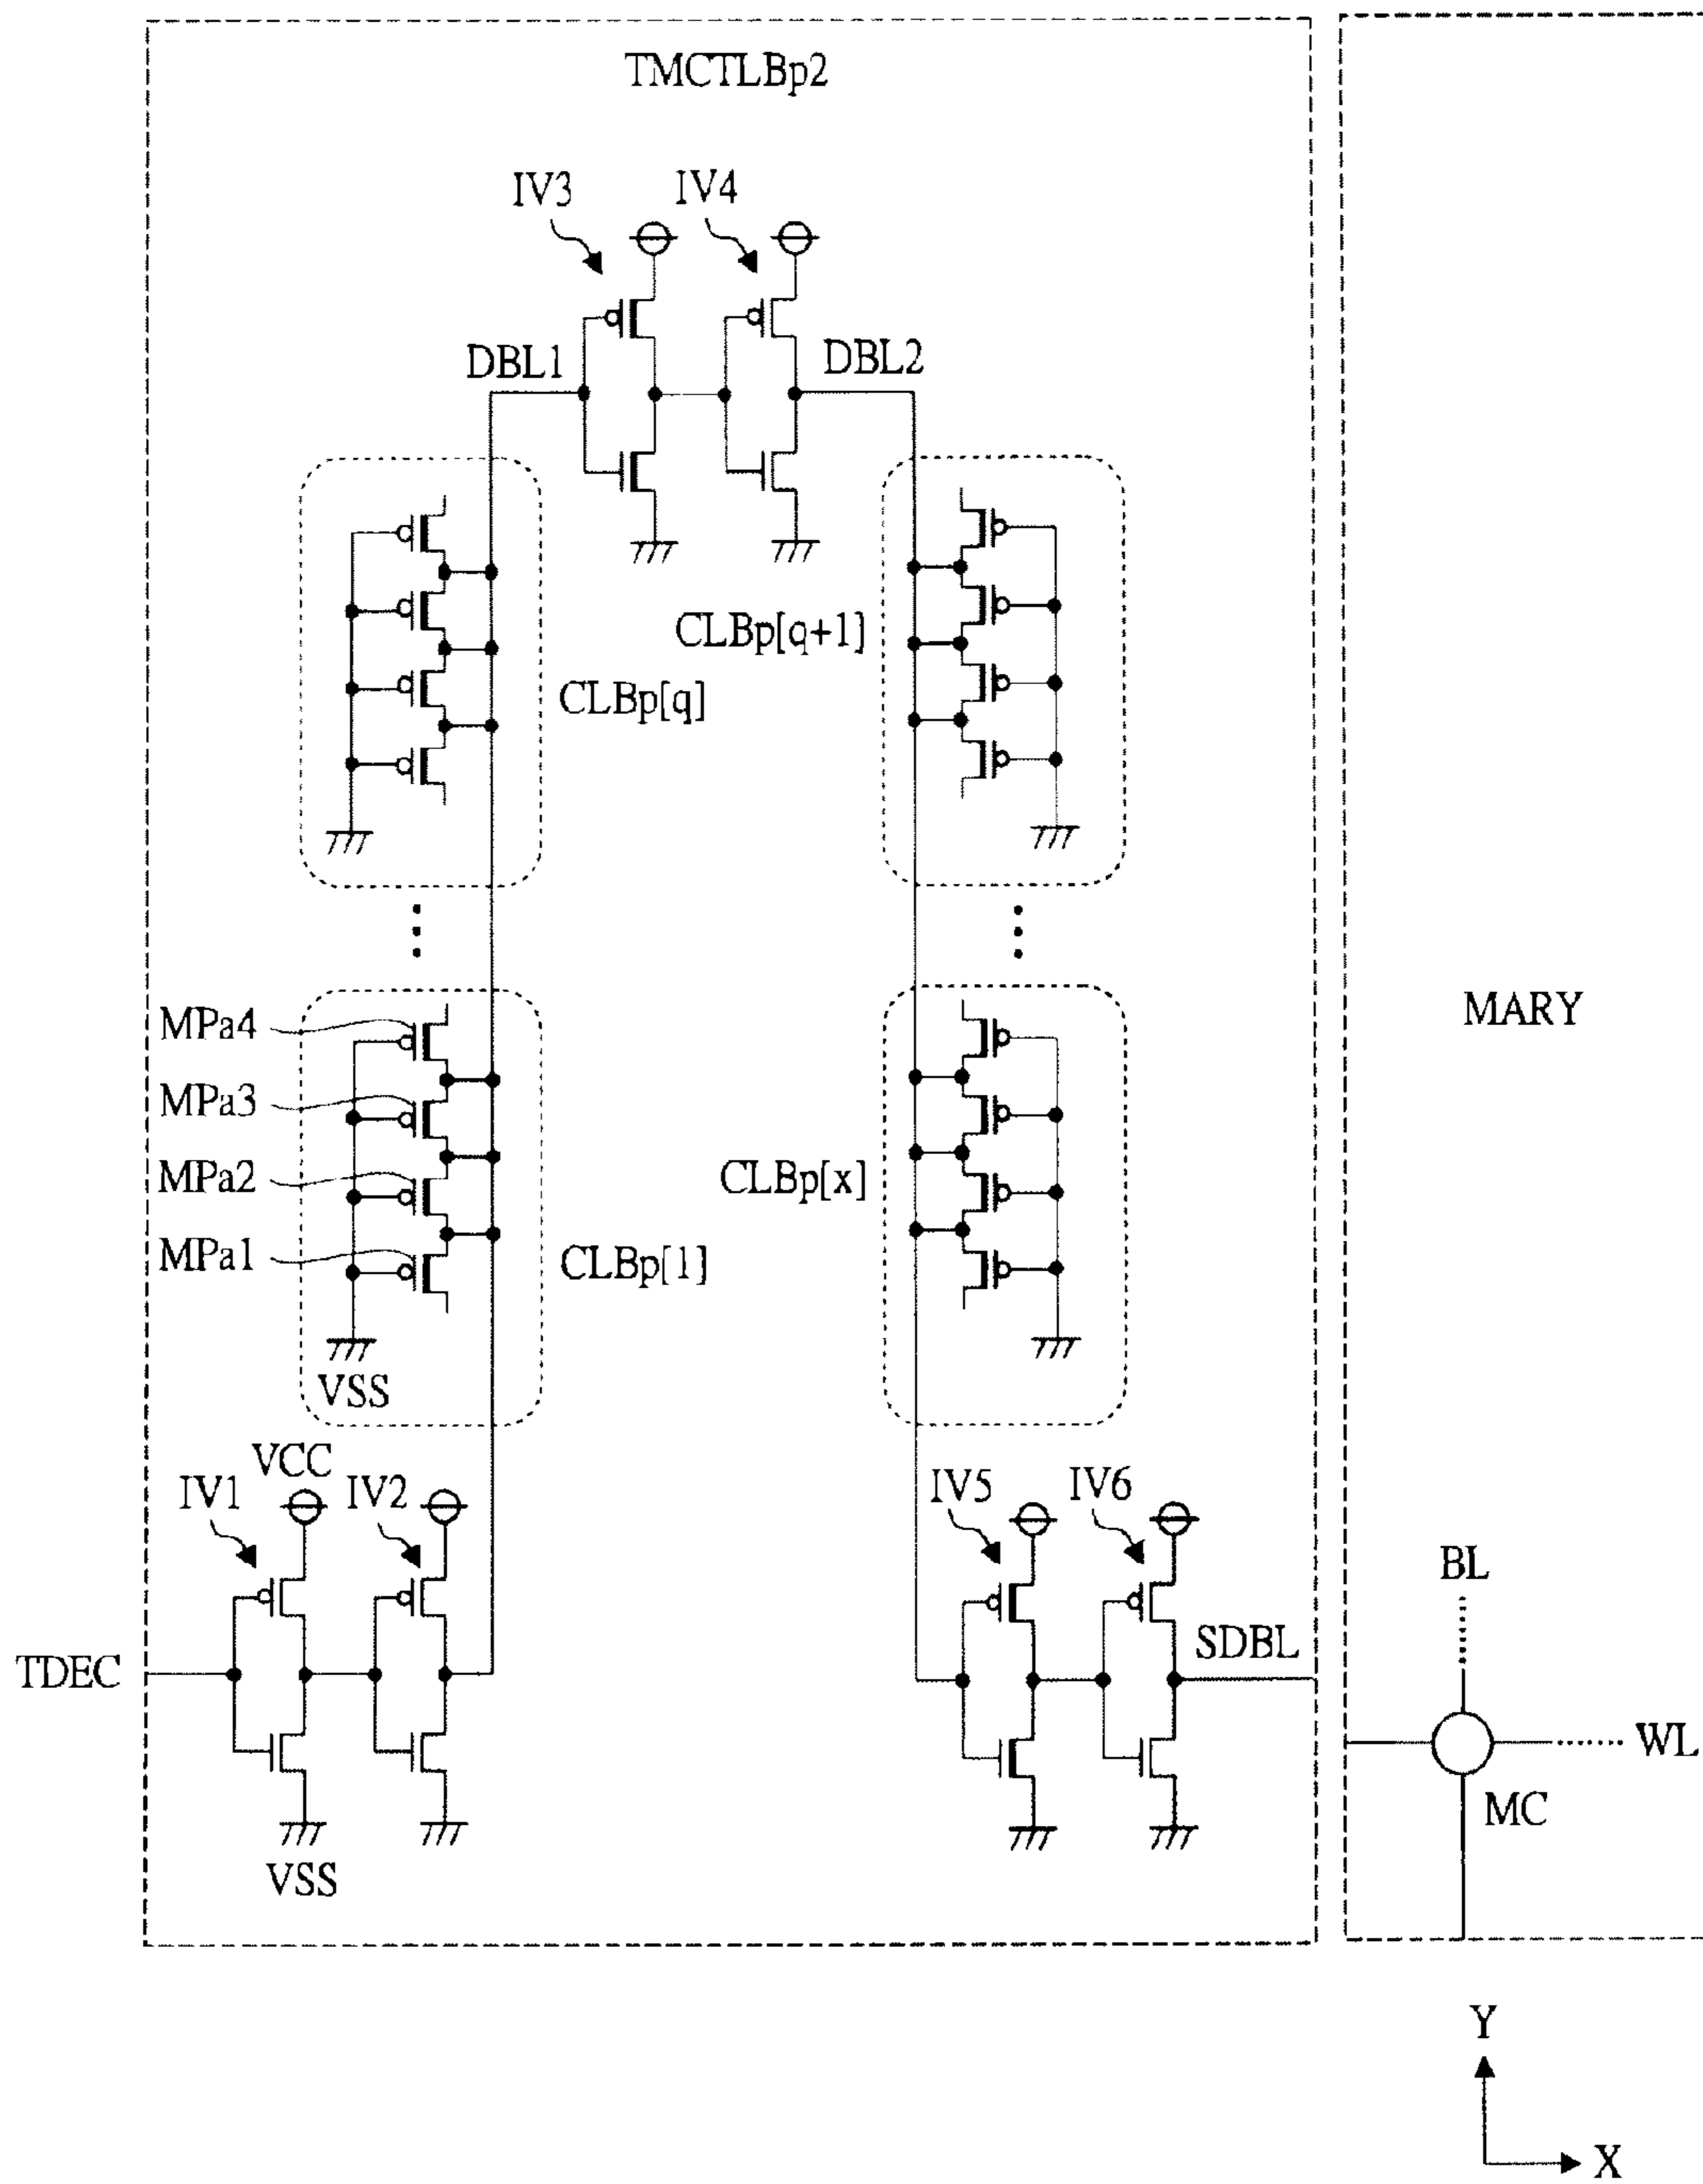 TMCTLBp2
IV3
IV4
DBL1
DBL2
CLBp[q+1]
CLBp[q]
MPa4
MPa3
MPa2
MPa1
CLBp[1]
CLBp[x]
MARY
VSS
VCC
IV1
IV2
IV5
IV6
TDEC
SDBL
VSS
BL
WL
MC
Y
X